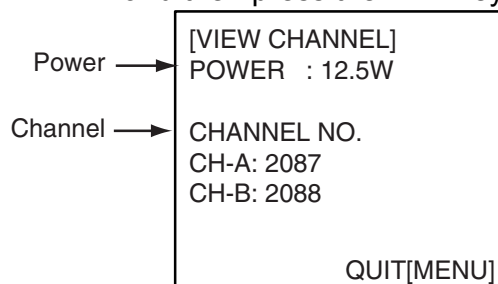 [VIEW CHANNEL]
Power
POWER : 12.5W
Channel
CHANNEL NO.
CH-A: 2087
CH-B: 2088
QUIT[MENU]